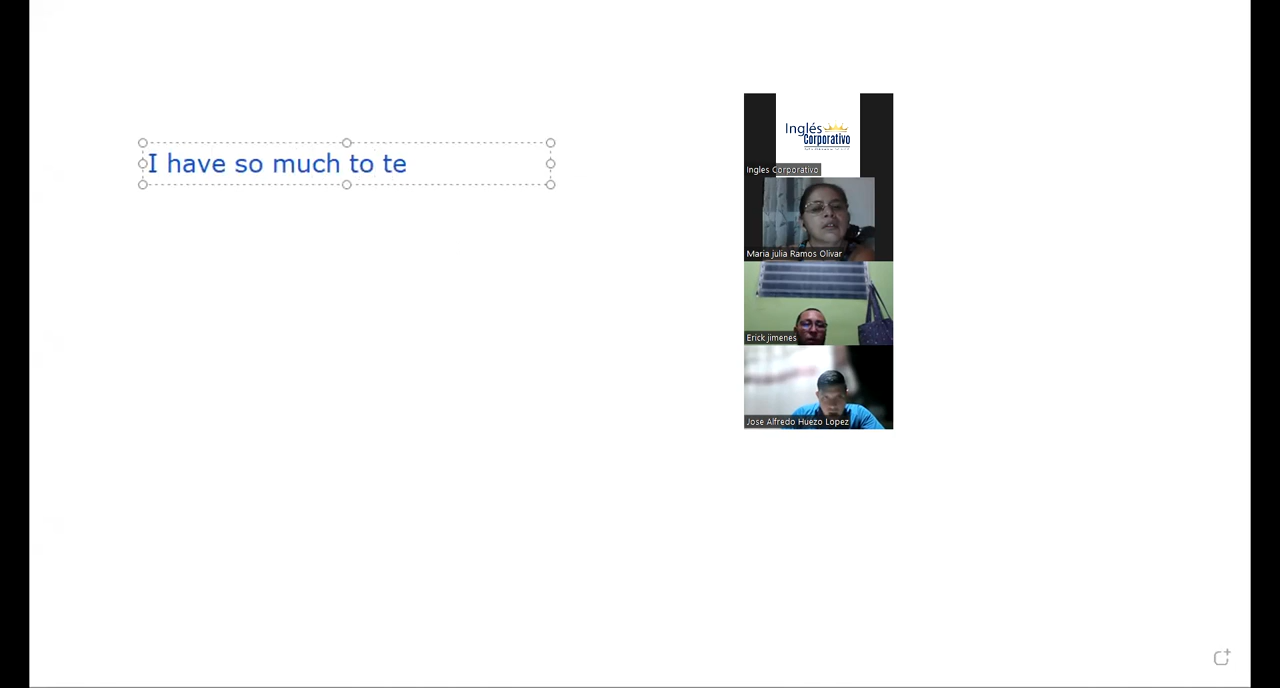 I have so much to te
Inglés
Corporativo
Ingles Corporativo
Maria julia Ramos Olivar
Erick jimenes
Jose Alfredo Huezo Lopez